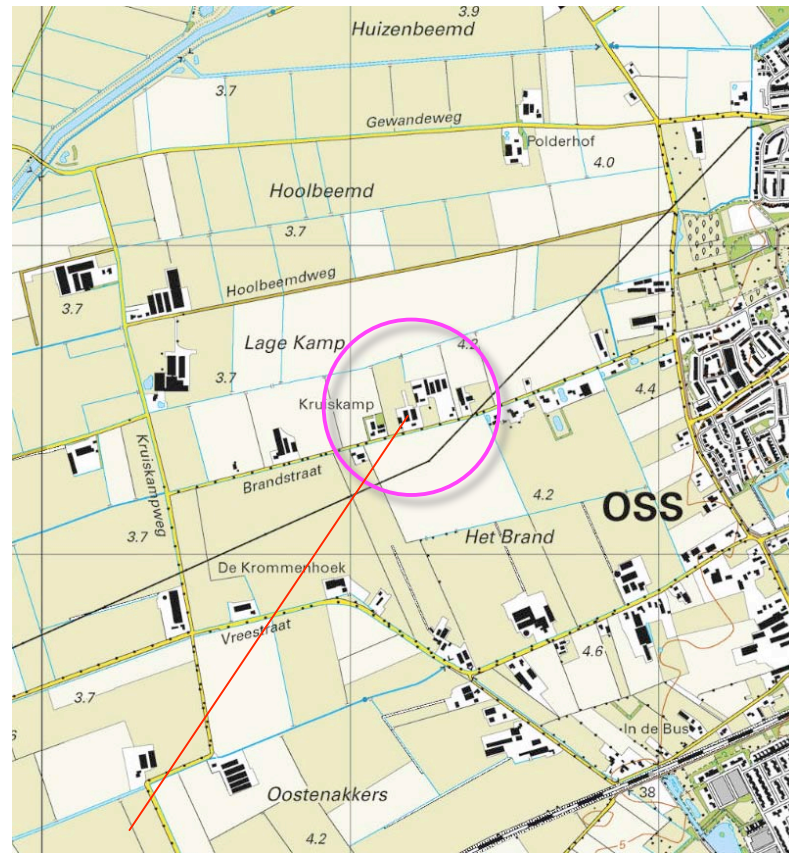 3.9
Huizenbeemd
3.7
Gewandeweg
Polderhof
4.0
Hoolbeemd
3.7
Hoolbeemdweg
3.7
Lage Kamp
4.2
3.7
Kruiskamp
4.4
Kruiskampweg
Brandstraat
4.2
OSS
3.7
Het Brand
De Krommenhoek
Vreestraat
4.6
3.7
In de Bus
38
Oostenakkers
4.2
5